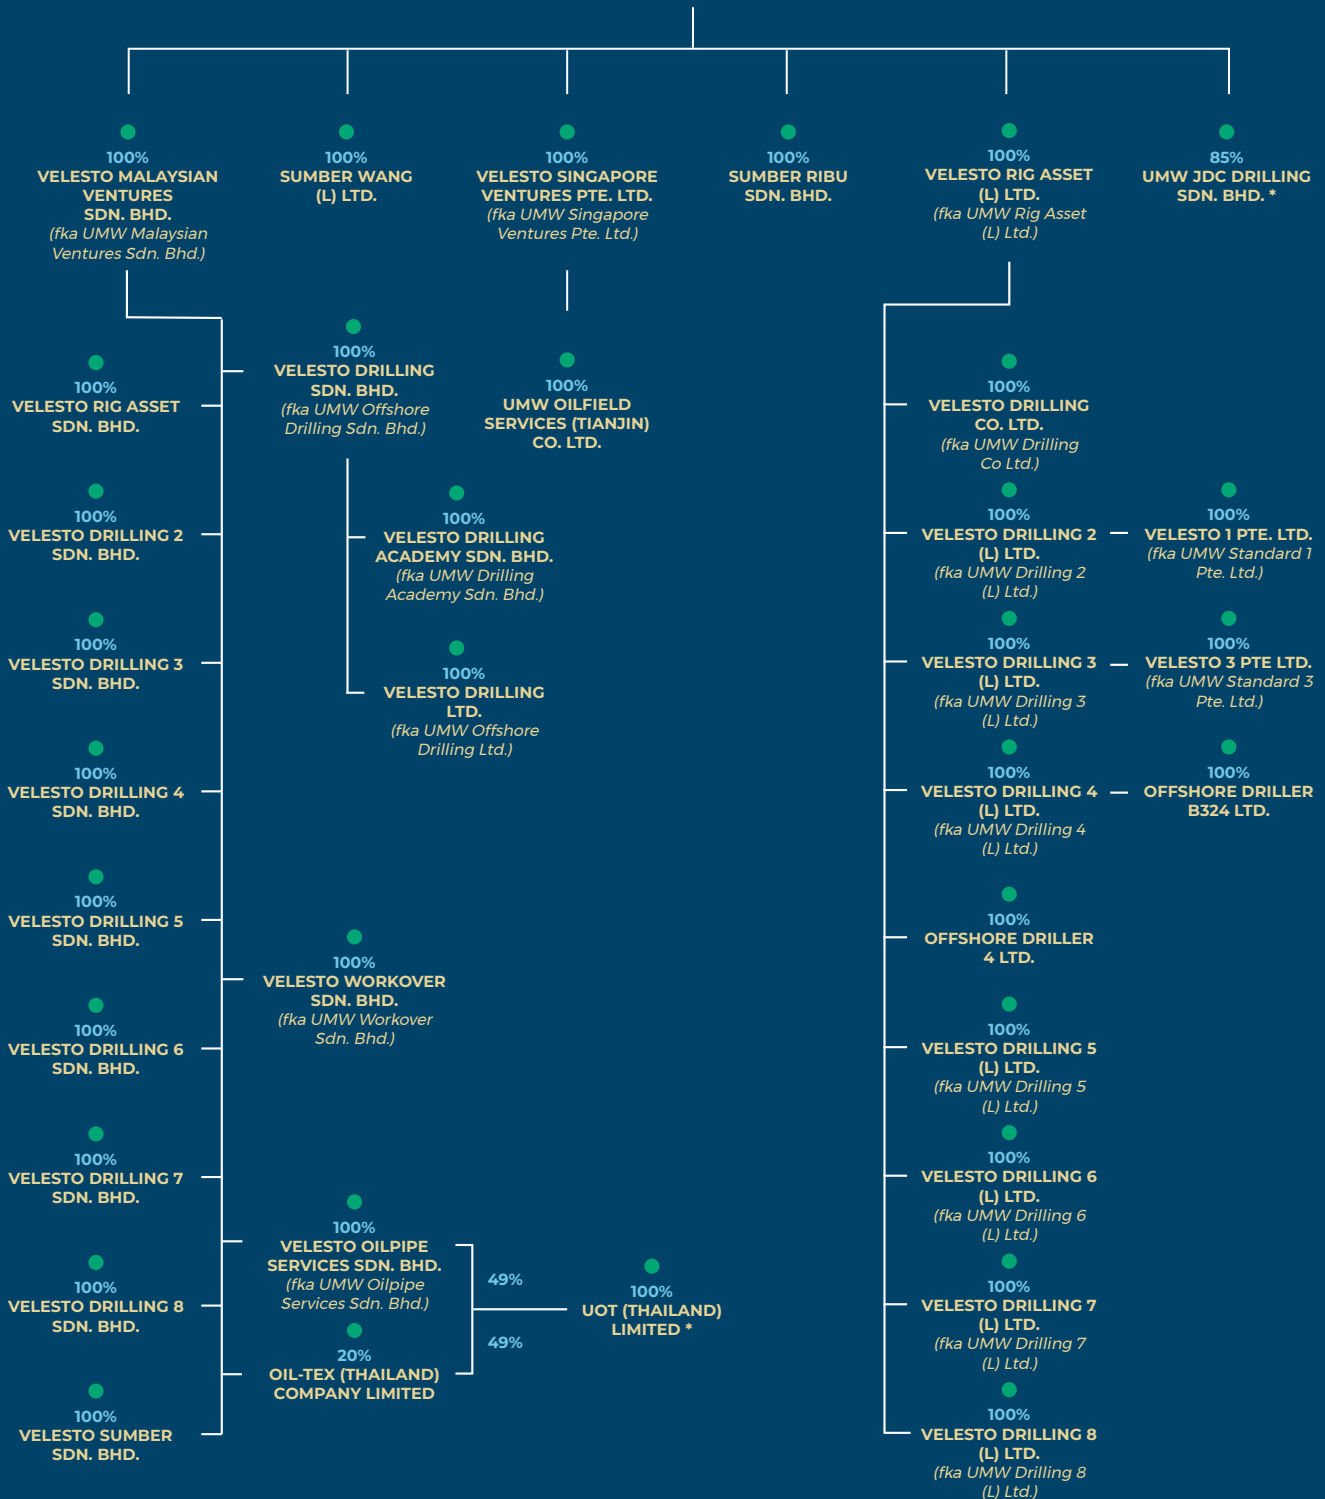 100%
VELESTO MALAYSIAN
VENTURES
SDN. BHD.
(fka UMW Malaysian
Ventures Sdn. Bhd.)
100%
SUMBER WANG
(L) LTD.
100%
VELESTO SINGAPORE
VENTURES PTE. LTD.
(fka UMW Singapore
Ventures Pte. Ltd.)
100%
SUMBER RIBU
SDN. BHD.
100%
VELESTO RIG ASSET
(L) LTD.
(fka UMW Rig Asset
(L) Ltd.)
85%
UMW JDC DRILLING
SDN. BHD. *
100%
VELESTO RIG ASSET
SDN. BHD.
100%
VELESTO DRILLING 2
SDN. BHD.
100%
VELESTO DRILLING 3
SDN. BHD.
100%
VELESTO DRILLING 4
SDN. BHD.
100%
VELESTO DRILLING 5
SDN. BHD.
100%
VELESTO DRILLING 6
SDN. BHD.
100%
VELESTO DRILLING 7
SDN. BHD.
100%
VELESTO DRILLING 8
SDN. BHD.
100%
VELESTO SUMBER
SDN. BHD.
100%
VELESTO DRILLING
SDN. BHD.
(fka UMW Offshore
Drilling Sdn. Bhd.)
100%
VELESTO DRILLING
ACADEMY SDN. BHD.
(fka UMW Drilling
Academy Sdn. Bhd.)
100%
VELESTO DRILLING
LTD.
(fka UMW Offshore
Drilling Ltd.)
100%
VELESTO WORKOVER
SDN. BHD.
(fka UMW Workover
Sdn. Bhd.)
100%
VELESTO OILPIPE
SERVICES SDN. BHD.
(fka UMW Oilpipe
Services Sdn. Bhd.)
20%
OIL-TEX (THAILAND)
COMPANY LIMITED
49%
49%
100%
UOT (THAILAND)
LIMITED *
100%
UMW OILFIELD
SERVICES (TIANJIN)
CO. LTD.
100%
VELESTO DRILLING
CO. LTD.
(fka UMW Drilling
Co Ltd.)
100%
VELESTO DRILLING 2
(L) LTD.
(fka UMW Drilling 2
(L) Ltd.)
100%
VELESTO 1 PTE. LTD.
(fka UMW Standard 1
Pte. Ltd.)
100%
VELESTO DRILLING 3
(L) LTD.
(fka UMW Drilling 3
(L) Ltd.)
100%
VELESTO 3 PTE LTD.
(fka UMW Standard 3
Pte. Ltd.)
100%
VELESTO DRILLING 4
(L) LTD.
(fka UMW Drilling 4
(L) Ltd.)
100%
OFFSHORE DRILLER
B324 LTD.
100%
OFFSHORE DRILLER
4 LTD.
100%
VELESTO DRILLING 5
(L) LTD.
(fka UMW Drilling 5
(L) Ltd.)
100%
VELESTO DRILLING 6
(L) LTD.
(fka UMW Drilling 6
(L) Ltd.)
100%
VELESTO DRILLING 7
(L) LTD.
(fka UMW Drilling 7
(L) Ltd.)
100%
VELESTO DRILLING 8
(L) LTD.
(fka UMW Drilling 8
(L) Ltd.)